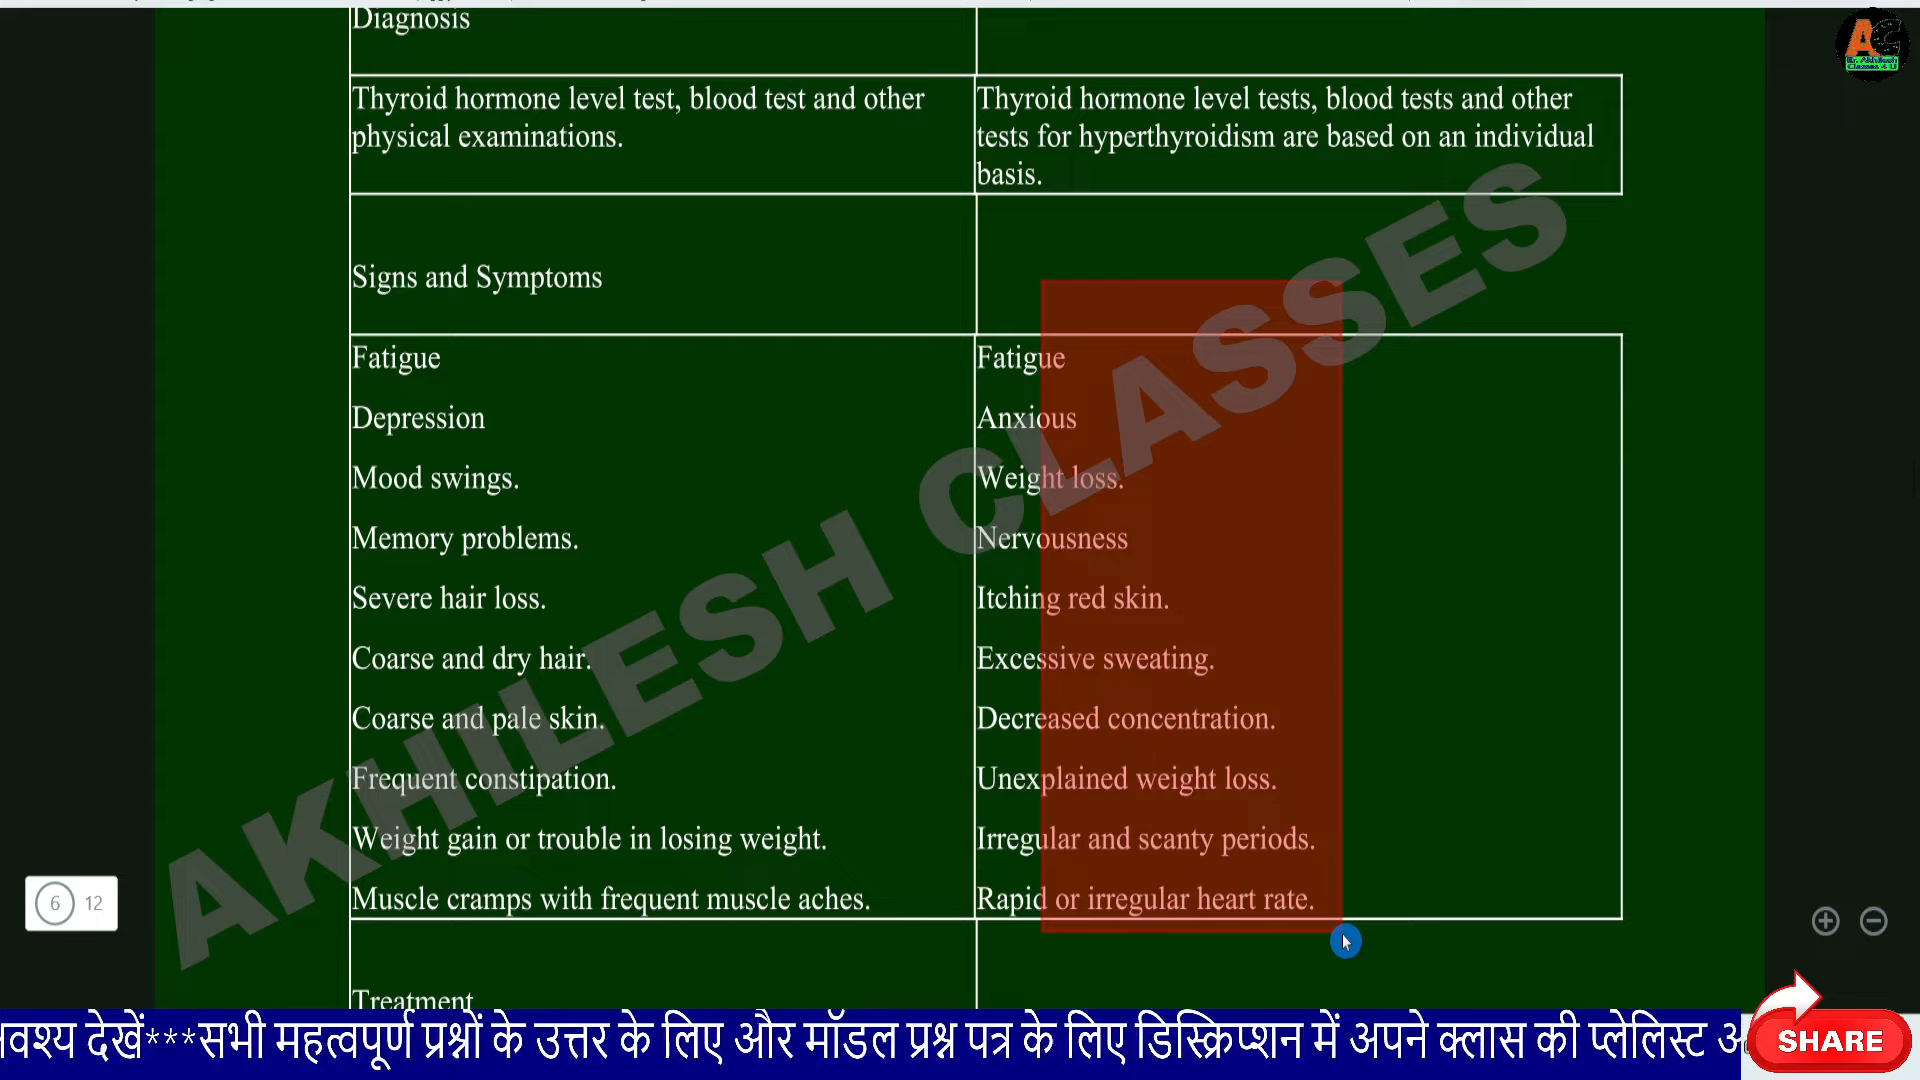 Diagnosis
Thyroid hormone level test, blood test and other
physical examinations.
Thyroid hormone level tests, blood tests and other
tests for hyperthyroidism are based on an individual
basis.
Signs and Symptoms
Fatigue
Depression
Mood swings.
Memory problems.
Severe hair loss.
Coarse and dry hair.
Coarse and pale skin.
Frequent constipation.
Weight gain or trouble in losing weight.
Muscle cramps with frequent muscle aches.
Fatigue
Anxious
Weight loss.
Nervousness
Itching red skin.
Excessive sweating.
Decreased concentration.
Unexplained weight loss.
Irregular and scanty periods.
Rapid or irregular heart rate.
Treatment
AKHILESH CLASSES
6 12
AC
Classes 4 U
देखें***सभी महत्वपूर्ण प्रश्नों के उत्तर के लिए और मॉडल प्रश्न पत्र के लिए डिस्क्रिप्शन में अपने क्लास की प्लेलिस्ट
SHARE